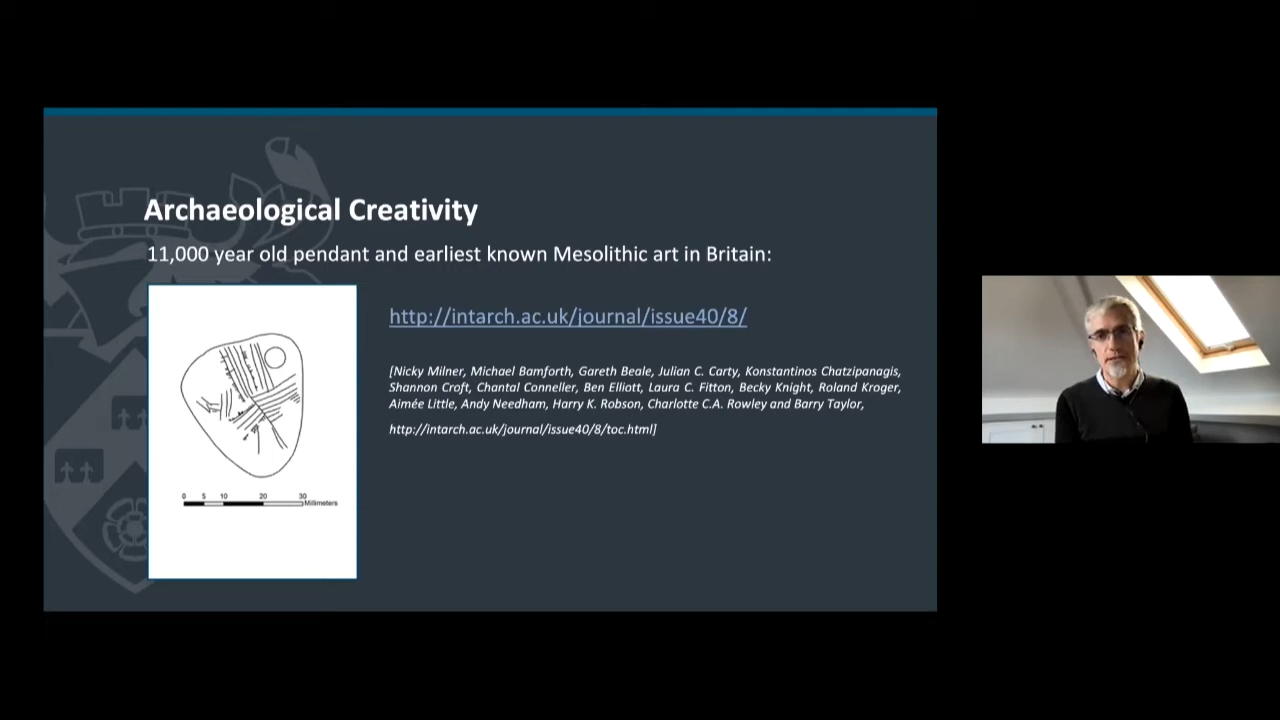 Archaeological Creativity
11,000 year old pendant and earliest known Mesolithic art in Britain:
http://intarch.ac.uk/journal/issue40/8/
[Nicky Milner, Michael Bamforth, Gareth Beale, Julian C. Carty, Konstantinos Chatzipanagis,
Shannon Croft, Chantal Conneller, Ben Elliott, Laura C. Fitton, Becky Knight, Roland Kroger,
Aimée Little, Andy Needham, Harry K. Robson, Charlotte C.A. Rowley and Barry Taylor,
http://intarch.ac.uk/journal/issue40/8/toc.html]
0 5 10 20 30
Millimeters